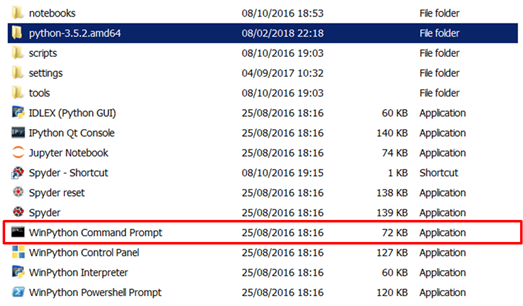 notebooks 08/10/2016 18:53 File folder
python-3.5.2.amd64 08/02/2018 22:18 File folder
scripts 08/10/2016 19:03 File folder
settings 04/09/2017 10:32 File folder
tools 08/10/2016 19:03 File folder
IDLEX (Python GUI) 25/08/2016 18:16 60 KB Application
IPython Qt Console 25/08/2016 18:16 140 KB Application
Jupyter Notebook 25/08/2016 18:16 74 KB Application
Spyder - Shortcut 08/10/2016 19:15 1 KB Shortcut
Spyder reset 25/08/2016 18:16 138 KB Application
Spyder 25/08/2016 18:16 139 KB Application
WinPython Command Prompt 25/08/2016 18:16 72 KB Application
WinPython Control Panel 25/08/2016 18:16 127 KB Application
WinPython Interpreter 25/08/2016 18:16 60 KB Application
WinPython Powershell Prompt 25/08/2016 18:16 120 KB Application